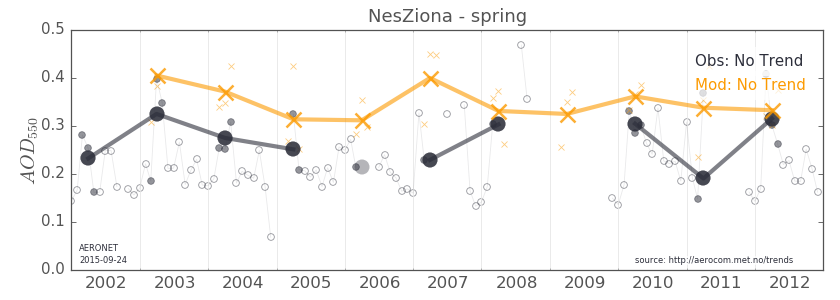 NesZiona - spring
0.5
0.4
0.3
0.2
0.1
0.0
AOD550
Obs: No Trend
Mod: No Trend
AERONET
2015-09-24
source: http://aerocom.met.no/trends
2002 2003 2004 2005 2006 2007 2008 2009 2010 2011 2012